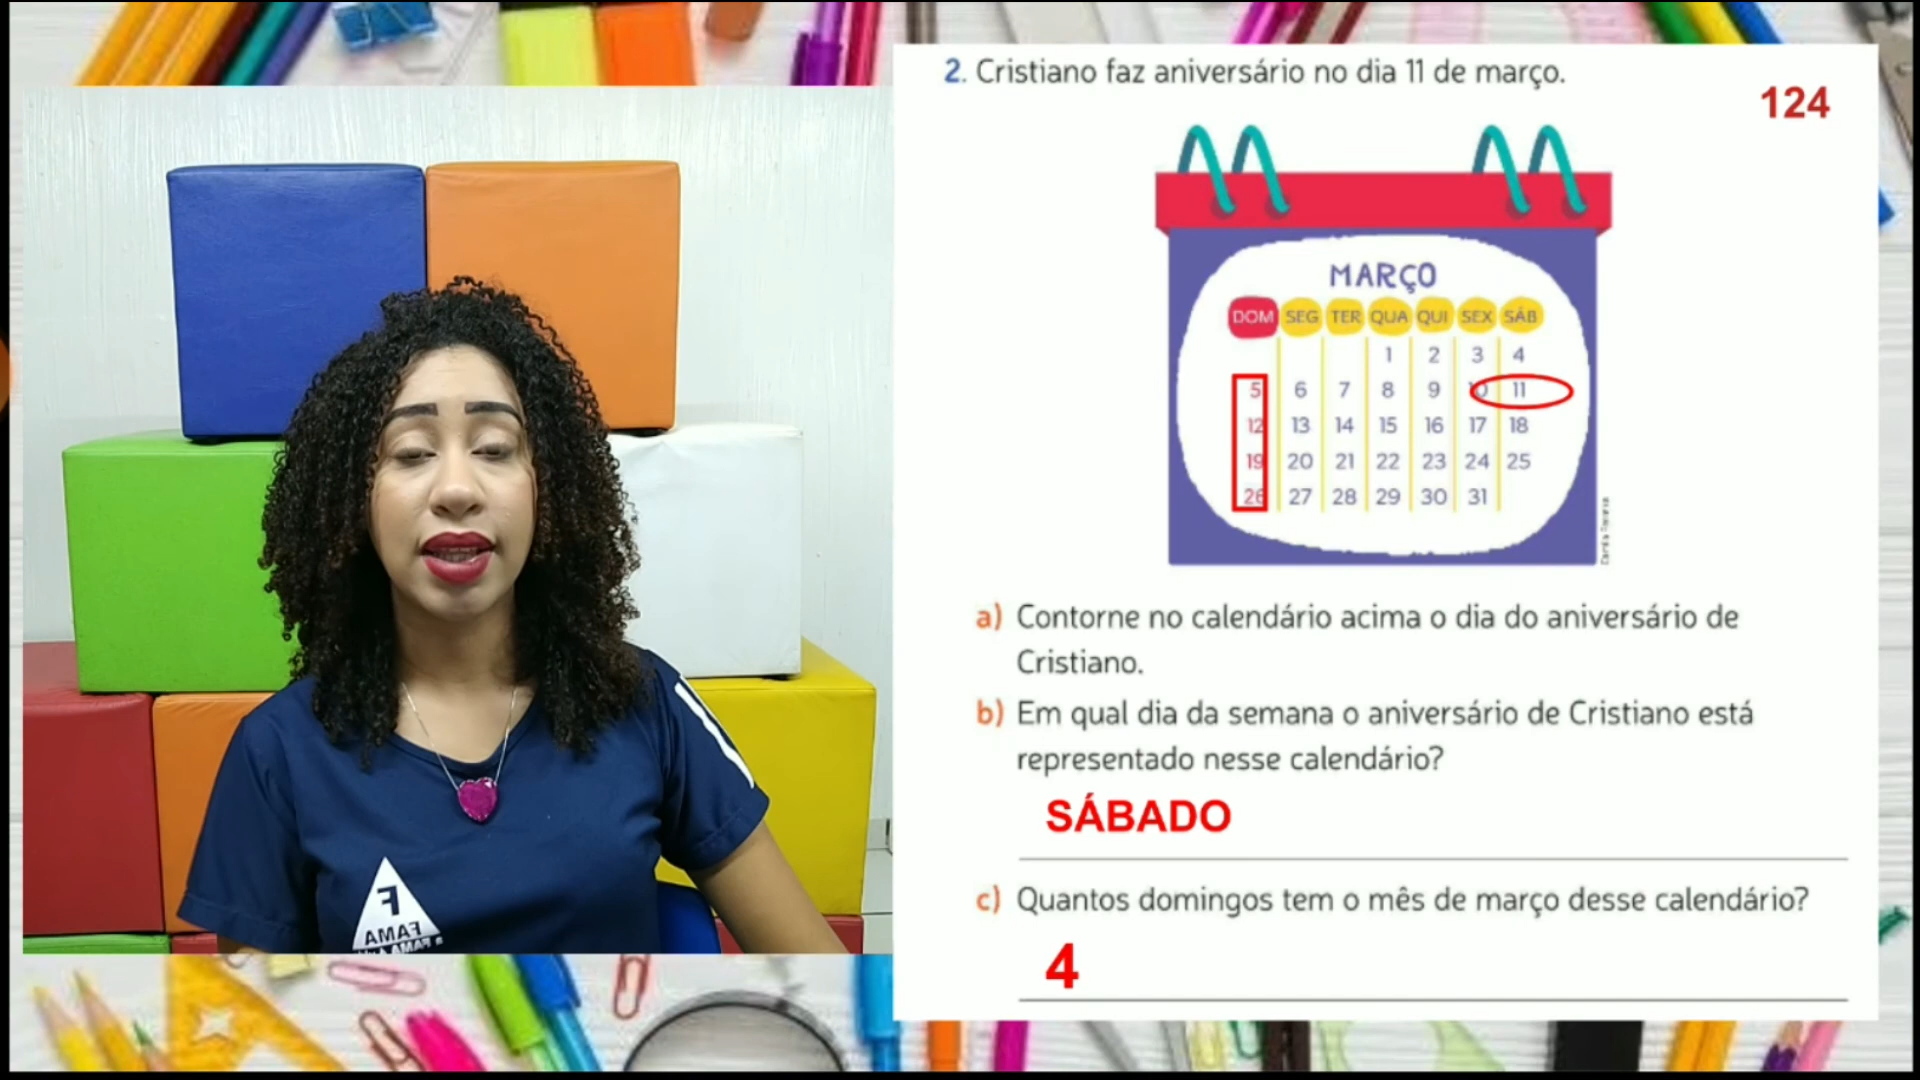 2. Cristiano faz aniversário no dia 11 de março.
124
MARÇO
DOM SEG TER QUA QUI SEX SÁB
1 2 3 4
5 6 7 8 9 10 11
12 13 14 15 16 17 18
19 20 21 22 23 24 25
26 27 28 29 30 31
a) Contorne no calendário acima o dia do aniversário de
Cristiano.
b) Em qual dia da semana o aniversário de Cristiano está
representado nesse calendário?
SÁBADO
c) Quantos domingos tem o mês de março desse calendário?
4
F
FAMA